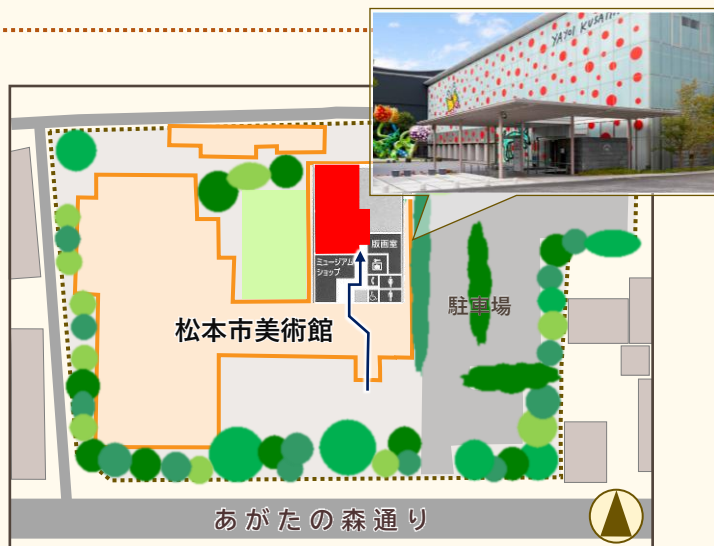 YAYOI KUSAMA
版画室
ミュージアム
ショップ
松本市美術館
駐車場
あがたの森通り